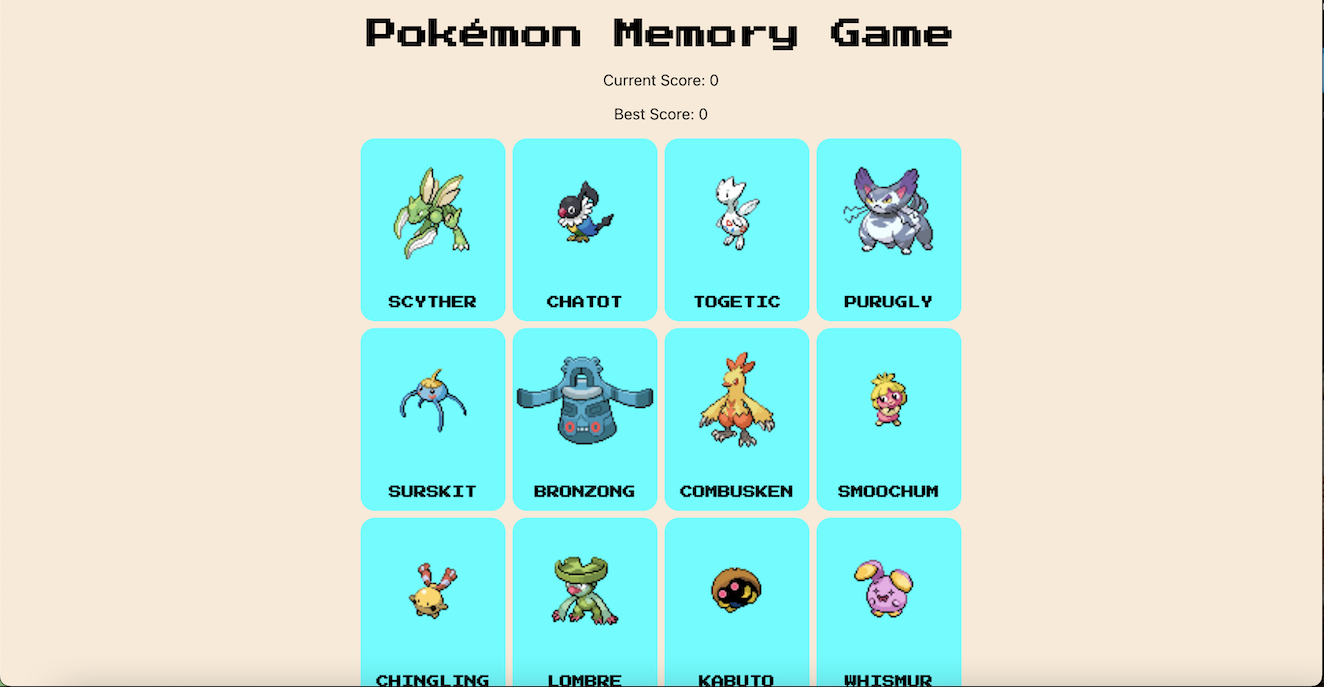 Pokémon Memory Game
Current Score: 0
Best Score: 0
SCYTHER CHATOT TOGETIC PURUGLY
SURSKIT BRONZONG COMBUSKEN SMOOCHUM
CHINGLING LOMBRE KABUTO WHISMUR